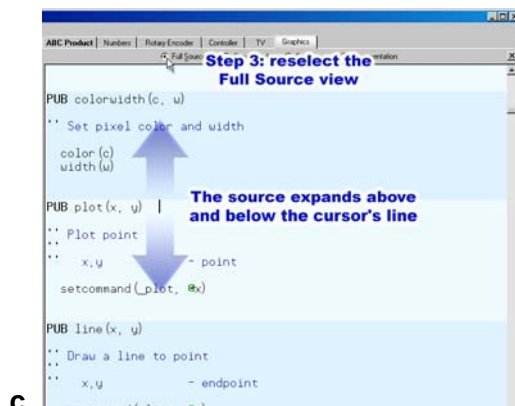 ABC Product Numbers Rotary Encoder Controller TV Graphics
Full Source
Step 3: reselect the
Full Source view
PUB colorwidth(c, w)
'' Set pixel color and width
color(c)
width(w)
The source expands above
and below the cursor's line
PUB plot(x, y)
'' Plot point
'' x,y - point
setcommand(_plot, @x)
PUB line(x, y)
'' Draw a line to point
'' x,y - endpoint
c